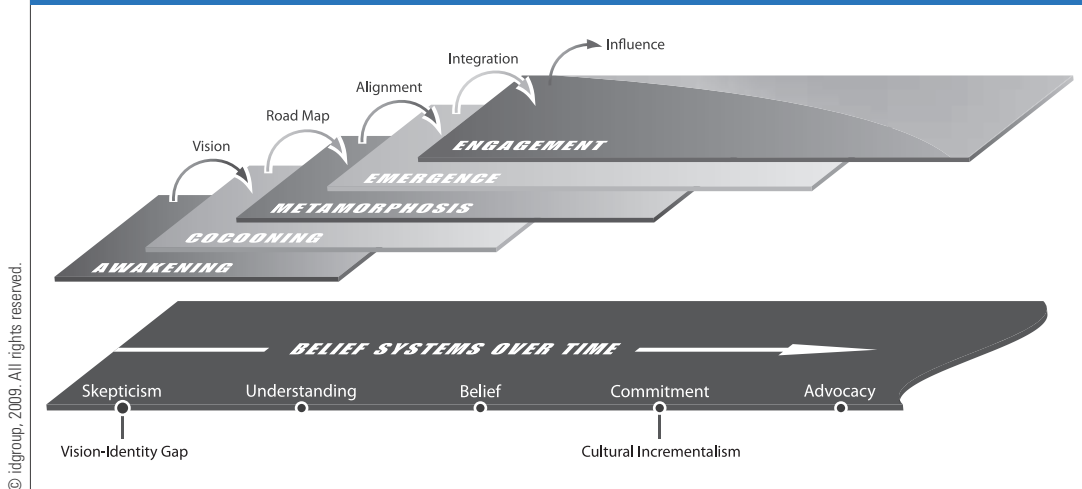 Influence
Integration
Alignment
Road Map
Vision
ENGAGEMENT
EMERGENCE
METAMORPHOSIS
COCOONING
AWAKENING
BELIEF SYSTEMS OVER TIME
Skepticism Understanding Belief Commitment Advocacy
Vision-Identity Gap Cultural Incrementalism
© idgroup, 2009. All rights reserved.